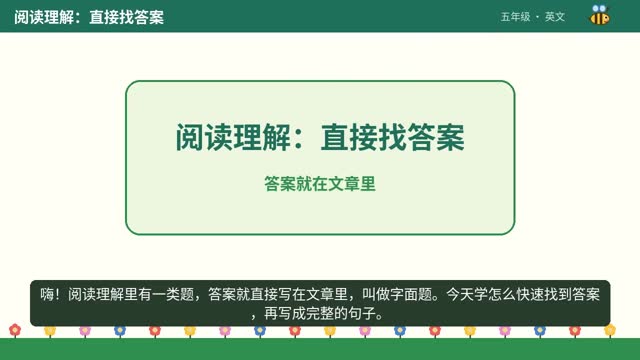 阅读理解：直接找答案
五年级 · 英文
阅读理解：直接找答案
答案就在文章里
嗨！阅读理解里有一类题，答案就直接写在文章里，叫做字面题。今天学怎么快速找到答案
，再写成完整的句子。